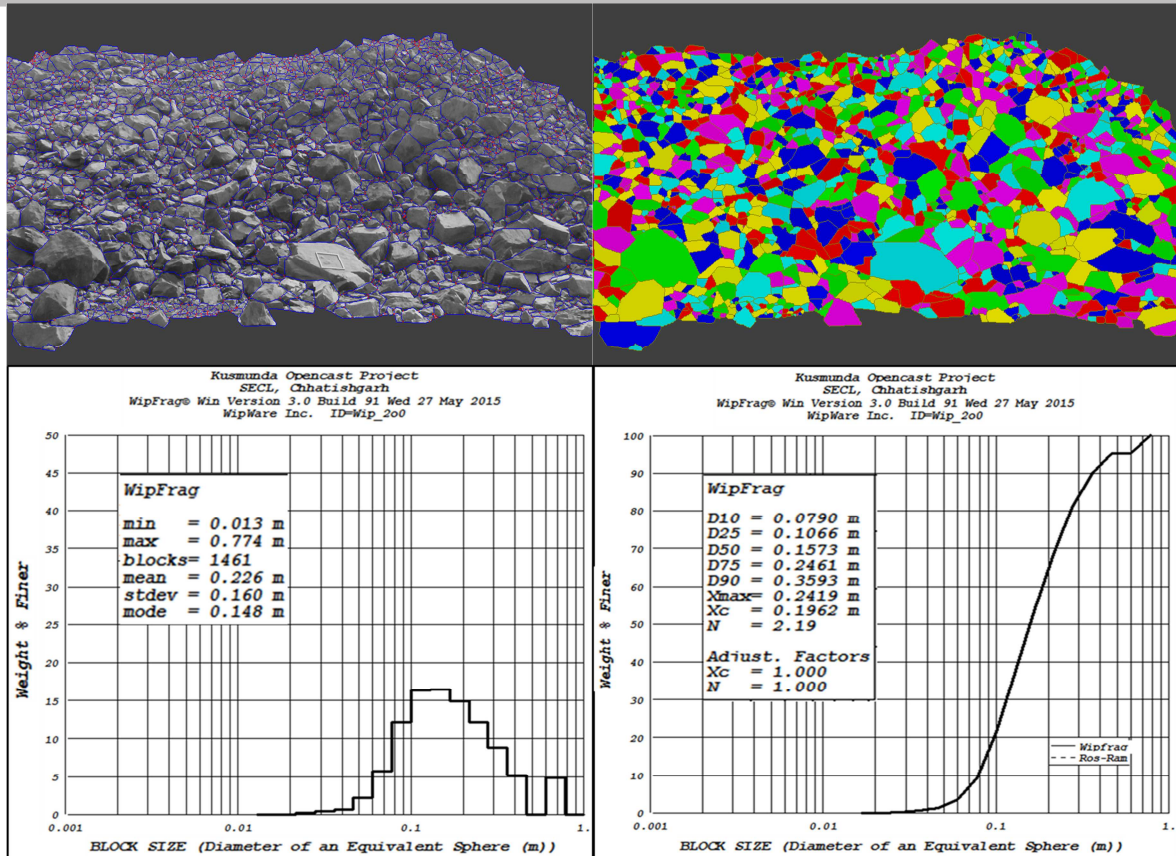 Kusmunda Opencast Project
SECL, Chhatishgarh
WipFrag® Win Version 3.0 Build 91 Wed 27 May 2015
WipWare Inc. ID=Wip_2o0
50
45
40
35
30
25
20
15
10
5
0
Weight % Finer
WipFrag
min = 0.013 m
max = 0.774 m
blocks= 1461
mean = 0.226 m
stdev = 0.160 m
mode = 0.148 m
0.001
0.01
0.1
1.
BLOCK SIZE (Diameter of an Equivalent Sphere (m))
Kusmunda Opencast Project
SECL, Chhatishgarh
WipFrag® Win Version 3.0 Build 91 Wed 27 May 2015
WipWare Inc. ID=Wip_2o0
100
90
80
70
60
50
40
30
20
10
0
Weight % Finer
WipFrag
D10 = 0.0790 m
D25 = 0.1066 m
D50 = 0.1573 m
D75 = 0.2461 m
D90 = 0.3593 m
Xmax= 0.2419 m
Xc = 0.1962 m
N = 2.19
Adjust. Factors
Xc = 1.000
N = 1.000
Wipfrag
Ros-Ram
0.001
0.01
0.1
1.
BLOCK SIZE (Diameter of an Equivalent Sphere (m))